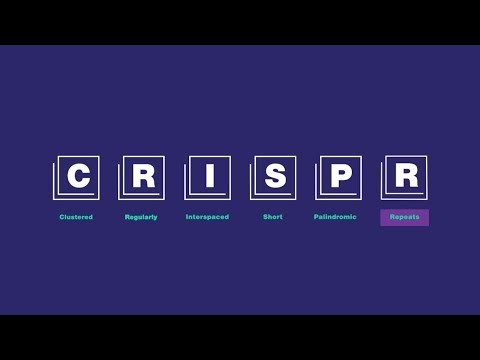 C R I S P R
Clustered Regularly Interspaced Short Palindromic Repeats